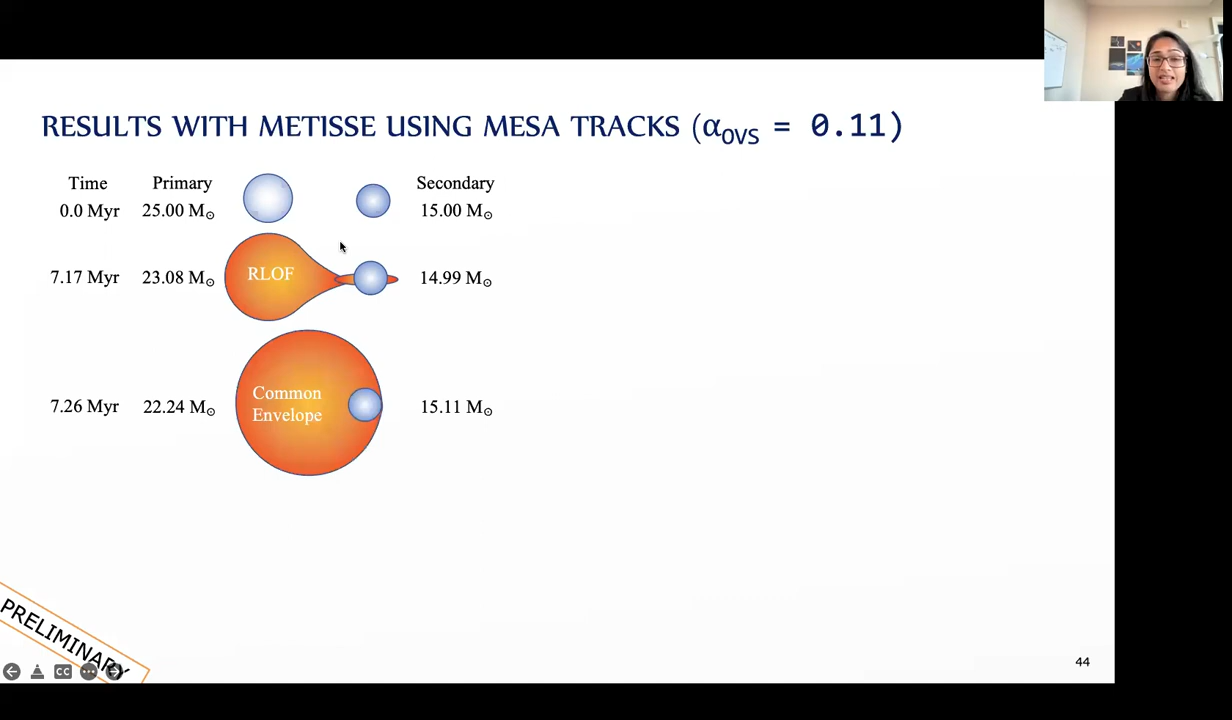 RESULTS WITH METISSE USING MESA TRACKS (αOVS = 0.11)
Time Primary Secondary
0.0 Myr 25.00 M⊙ 15.00 M⊙
7.17 Myr 23.08 M⊙ RLOF 14.99 M⊙
7.26 Myr 22.24 M⊙ Common Envelope 15.11 M⊙
PRELIMINARY
CC
44